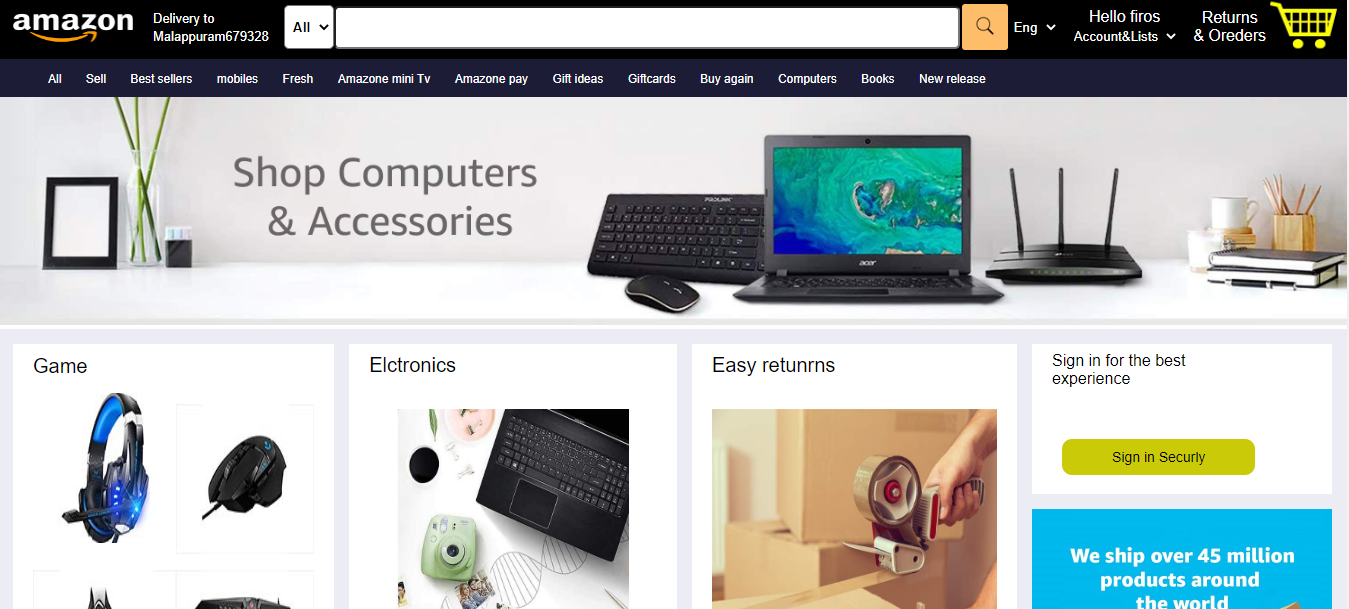 amazon
Delivery to
Malappuram679328
All
Eng
Hello firos
Account&Lists
Returns
& Oreders
All
Sell
Best sellers
mobiles
Fresh
Amazone mini Tv
Amazone pay
Gift ideas
Giftcards
Buy again
Computers
Books
New release
Shop Computers
& Accessories
PROLINK
acer
Game
Elctronics
Easy retunrns
Sign in for the best
experience
Sign in Securly
We ship over 45 million
products around
the world